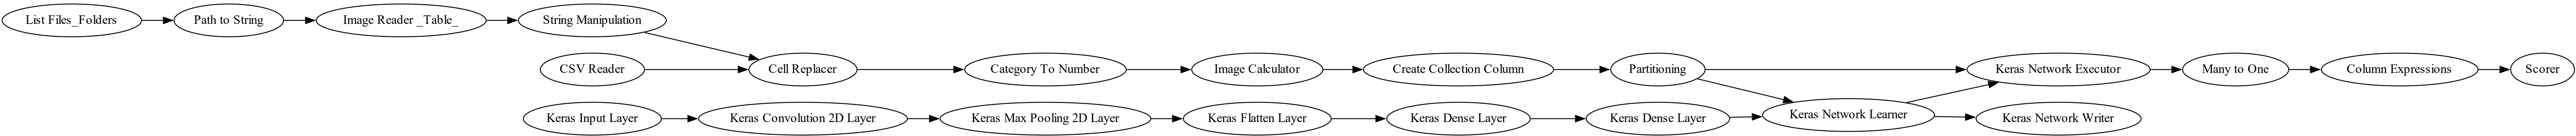 List Files_Folders
Path to String
Image Reader _Table_
String Manipulation
CSV Reader
Cell Replacer
Category To Number
Image Calculator
Create Collection Column
Partitioning
Keras Network Executor
Many to One
Column Expressions
Scorer
Keras Input Layer
Keras Convolution 2D Layer
Keras Max Pooling 2D Layer
Keras Flatten Layer
Keras Dense Layer
Keras Dense Layer
Keras Network Learner
Keras Network Writer